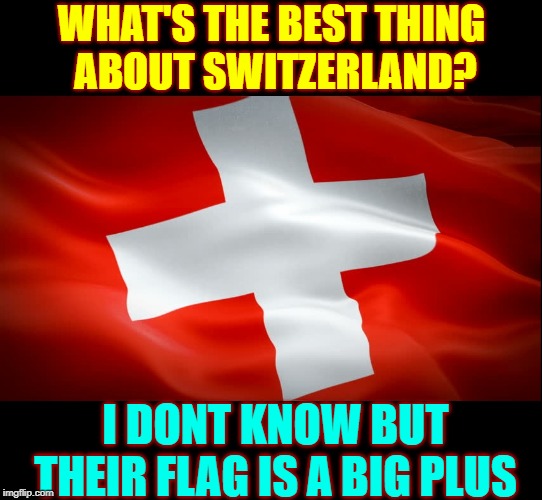 WHAT'S THE BEST THING
ABOUT SWITZERLAND?
I DONT KNOW BUT
THEIR FLAG IS A BIG PLUS
imgflip.com